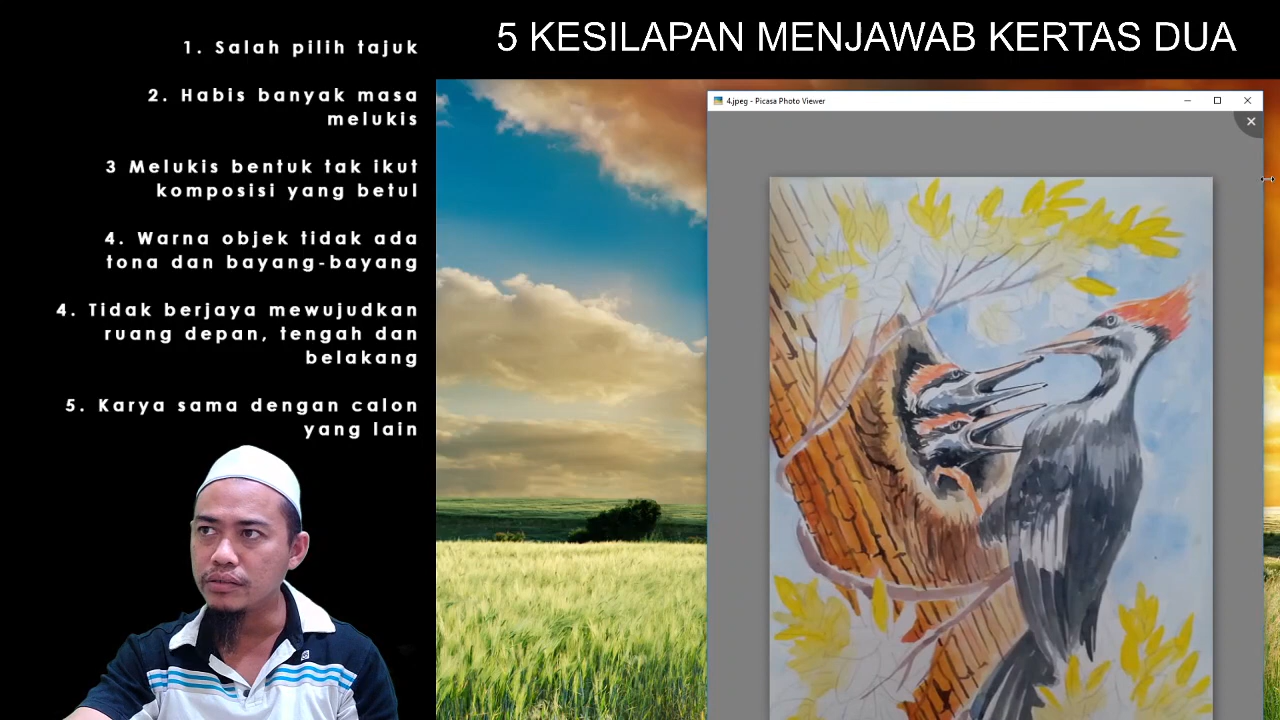 5 KESILAPAN MENJAWAB KERTAS DUA
1. Salah pilih tajuk
2. Habis banyak masa
melukis
3 Melukis bentuk tak ikut
komposisi yang betul
4. Warna objek tidak ada
tona dan bayang-bayang
4. Tidak berjaya mewujudkan
ruang depan, tengah dan
belakang
5. Karya sama dengan calon
yang lain
4.jpeg - Picasa Photo Viewer